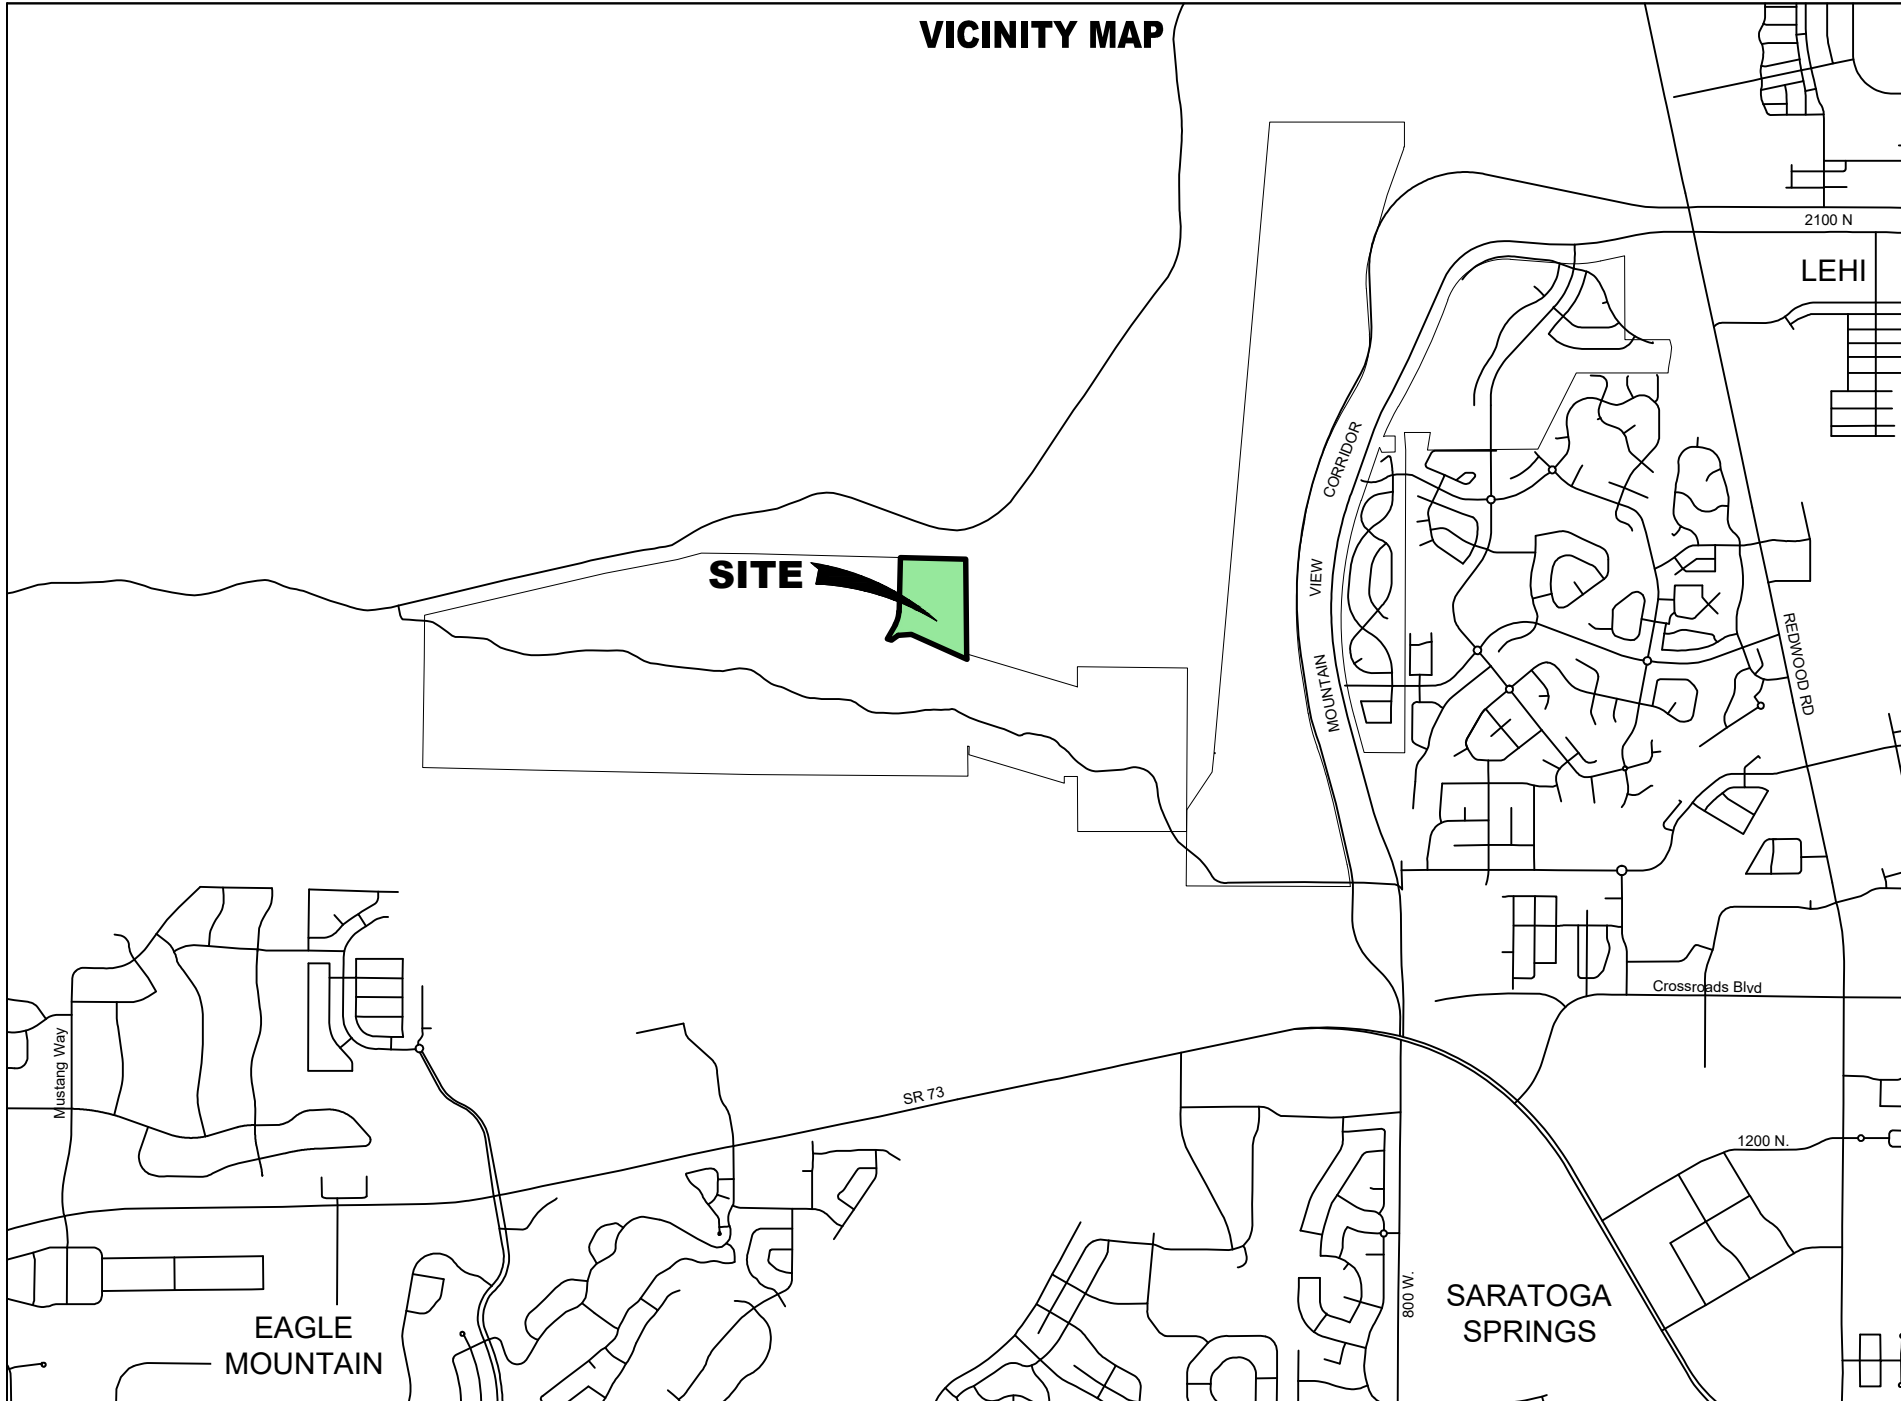 VICINITY MAP
2100 N
LEHI
CORRIDOR
VIEW
MOUNTAIN
SITE
REDWOOD RD
Crossroads Blvd
Mustang Way
SR 73
1200 N.
800 W.
SARATOGA
SPRINGS
EAGLE
MOUNTAIN